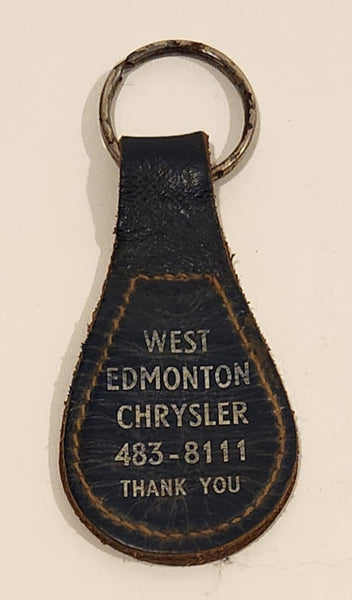 WEST
EDMONTON
CHRYSLER
483-8111
THANK YOU